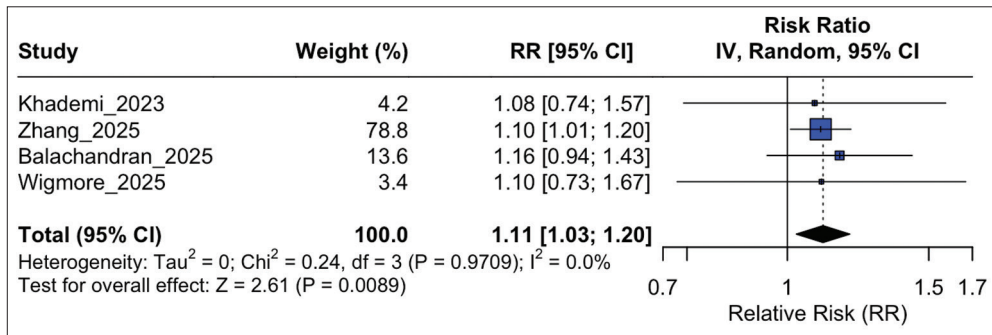 Risk Ratio
Study Weight (%) RR [95% CI] IV, Random, 95% CI
Khademi_2023 4.2 1.08 [0.74; 1.57]
Zhang_2025 78.8 1.10 [1.01; 1.20]
Balachandran_2025 13.6 1.16 [0.94; 1.43]
Wigmore_2025 3.4 1.10 [0.73; 1.67]
Total (95% CI) 100.0 1.11 [1.03; 1.20]
Heterogeneity: Tau² = 0; Chi² = 0.24, df = 3 (P = 0.9709); I² = 0.0%
Test for overall effect: Z = 2.61 (P = 0.0089)
0.7 1 1.5 1.7
Relative Risk (RR)